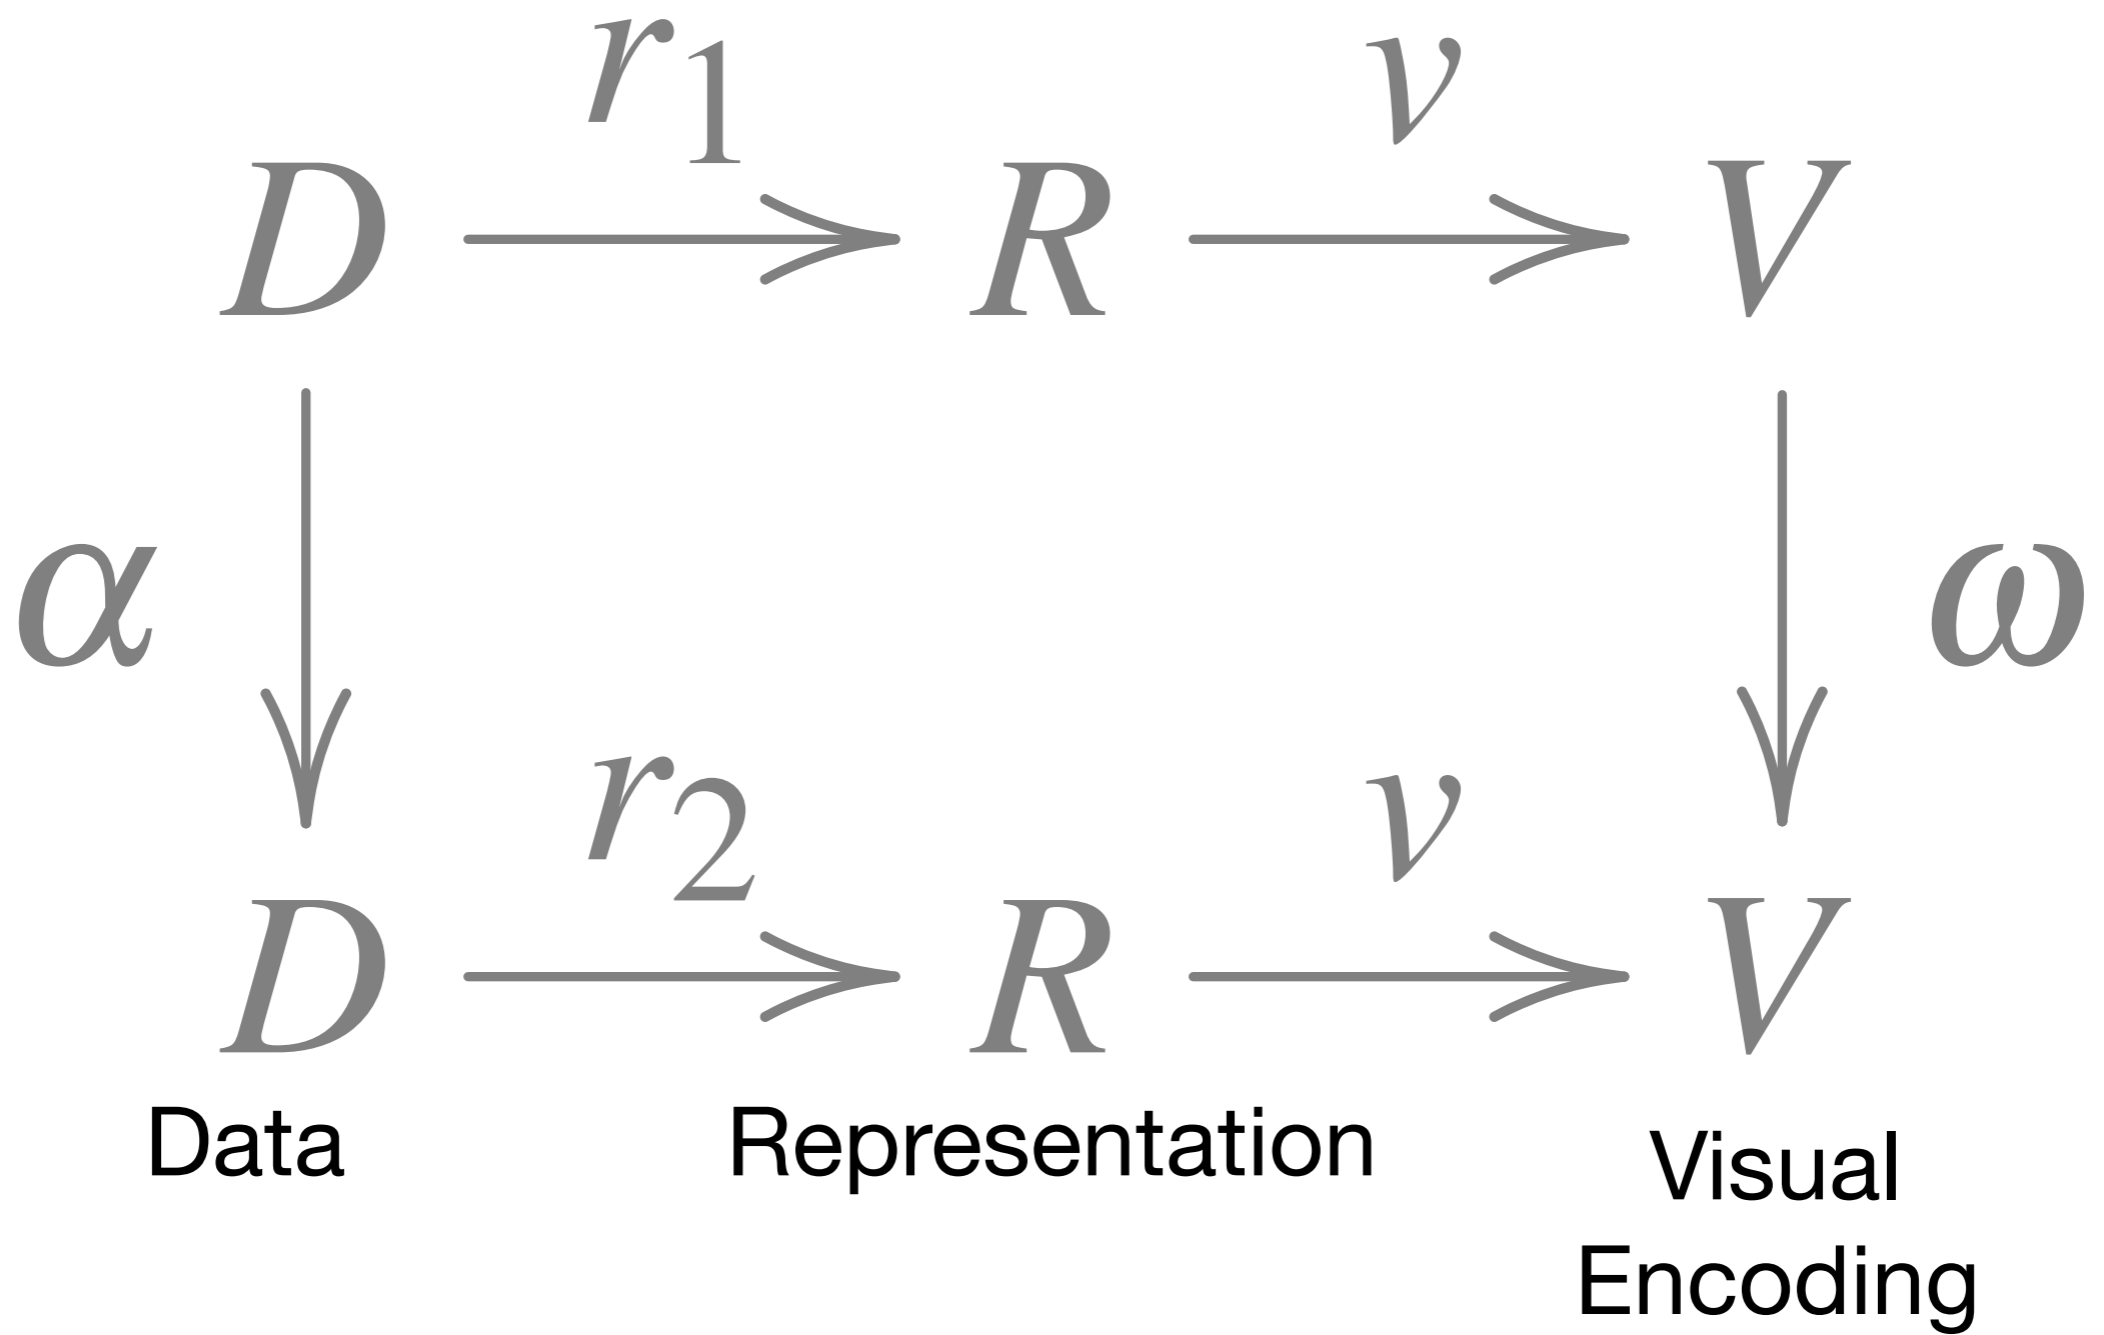 r₁ v
D R V
α ω
r₂ v
D R V
Data Representation Visual
Encoding